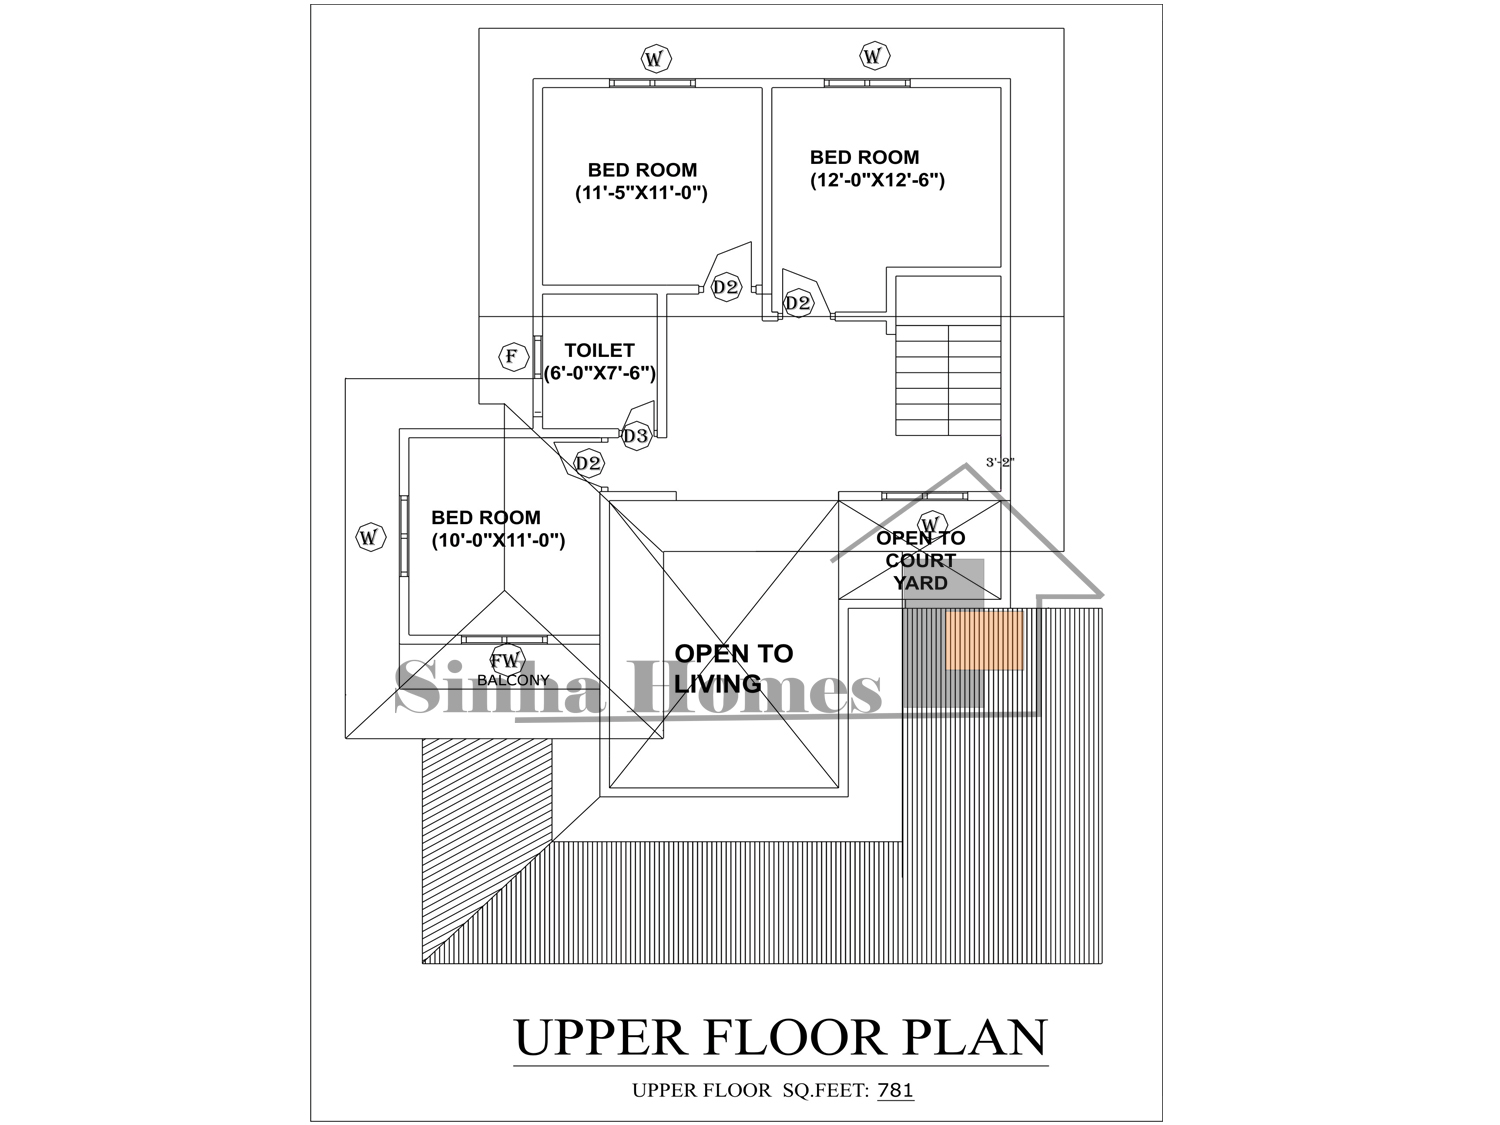 W
W
BED ROOM
(11'-5"X11'-0")
BED ROOM
(12'-0"X12'-6")
D2
D2
F
TOILET
(6'-0"X7'-6")
D3
D2
3'-2"
W
BED ROOM
(10'-0"X11'-0")
W
OPEN TO
COURT
YARD
OPEN TO
LIVING
FW
BALCONY
Sinha Homes
UPPER FLOOR PLAN
UPPER FLOOR SQ.FEET: 781